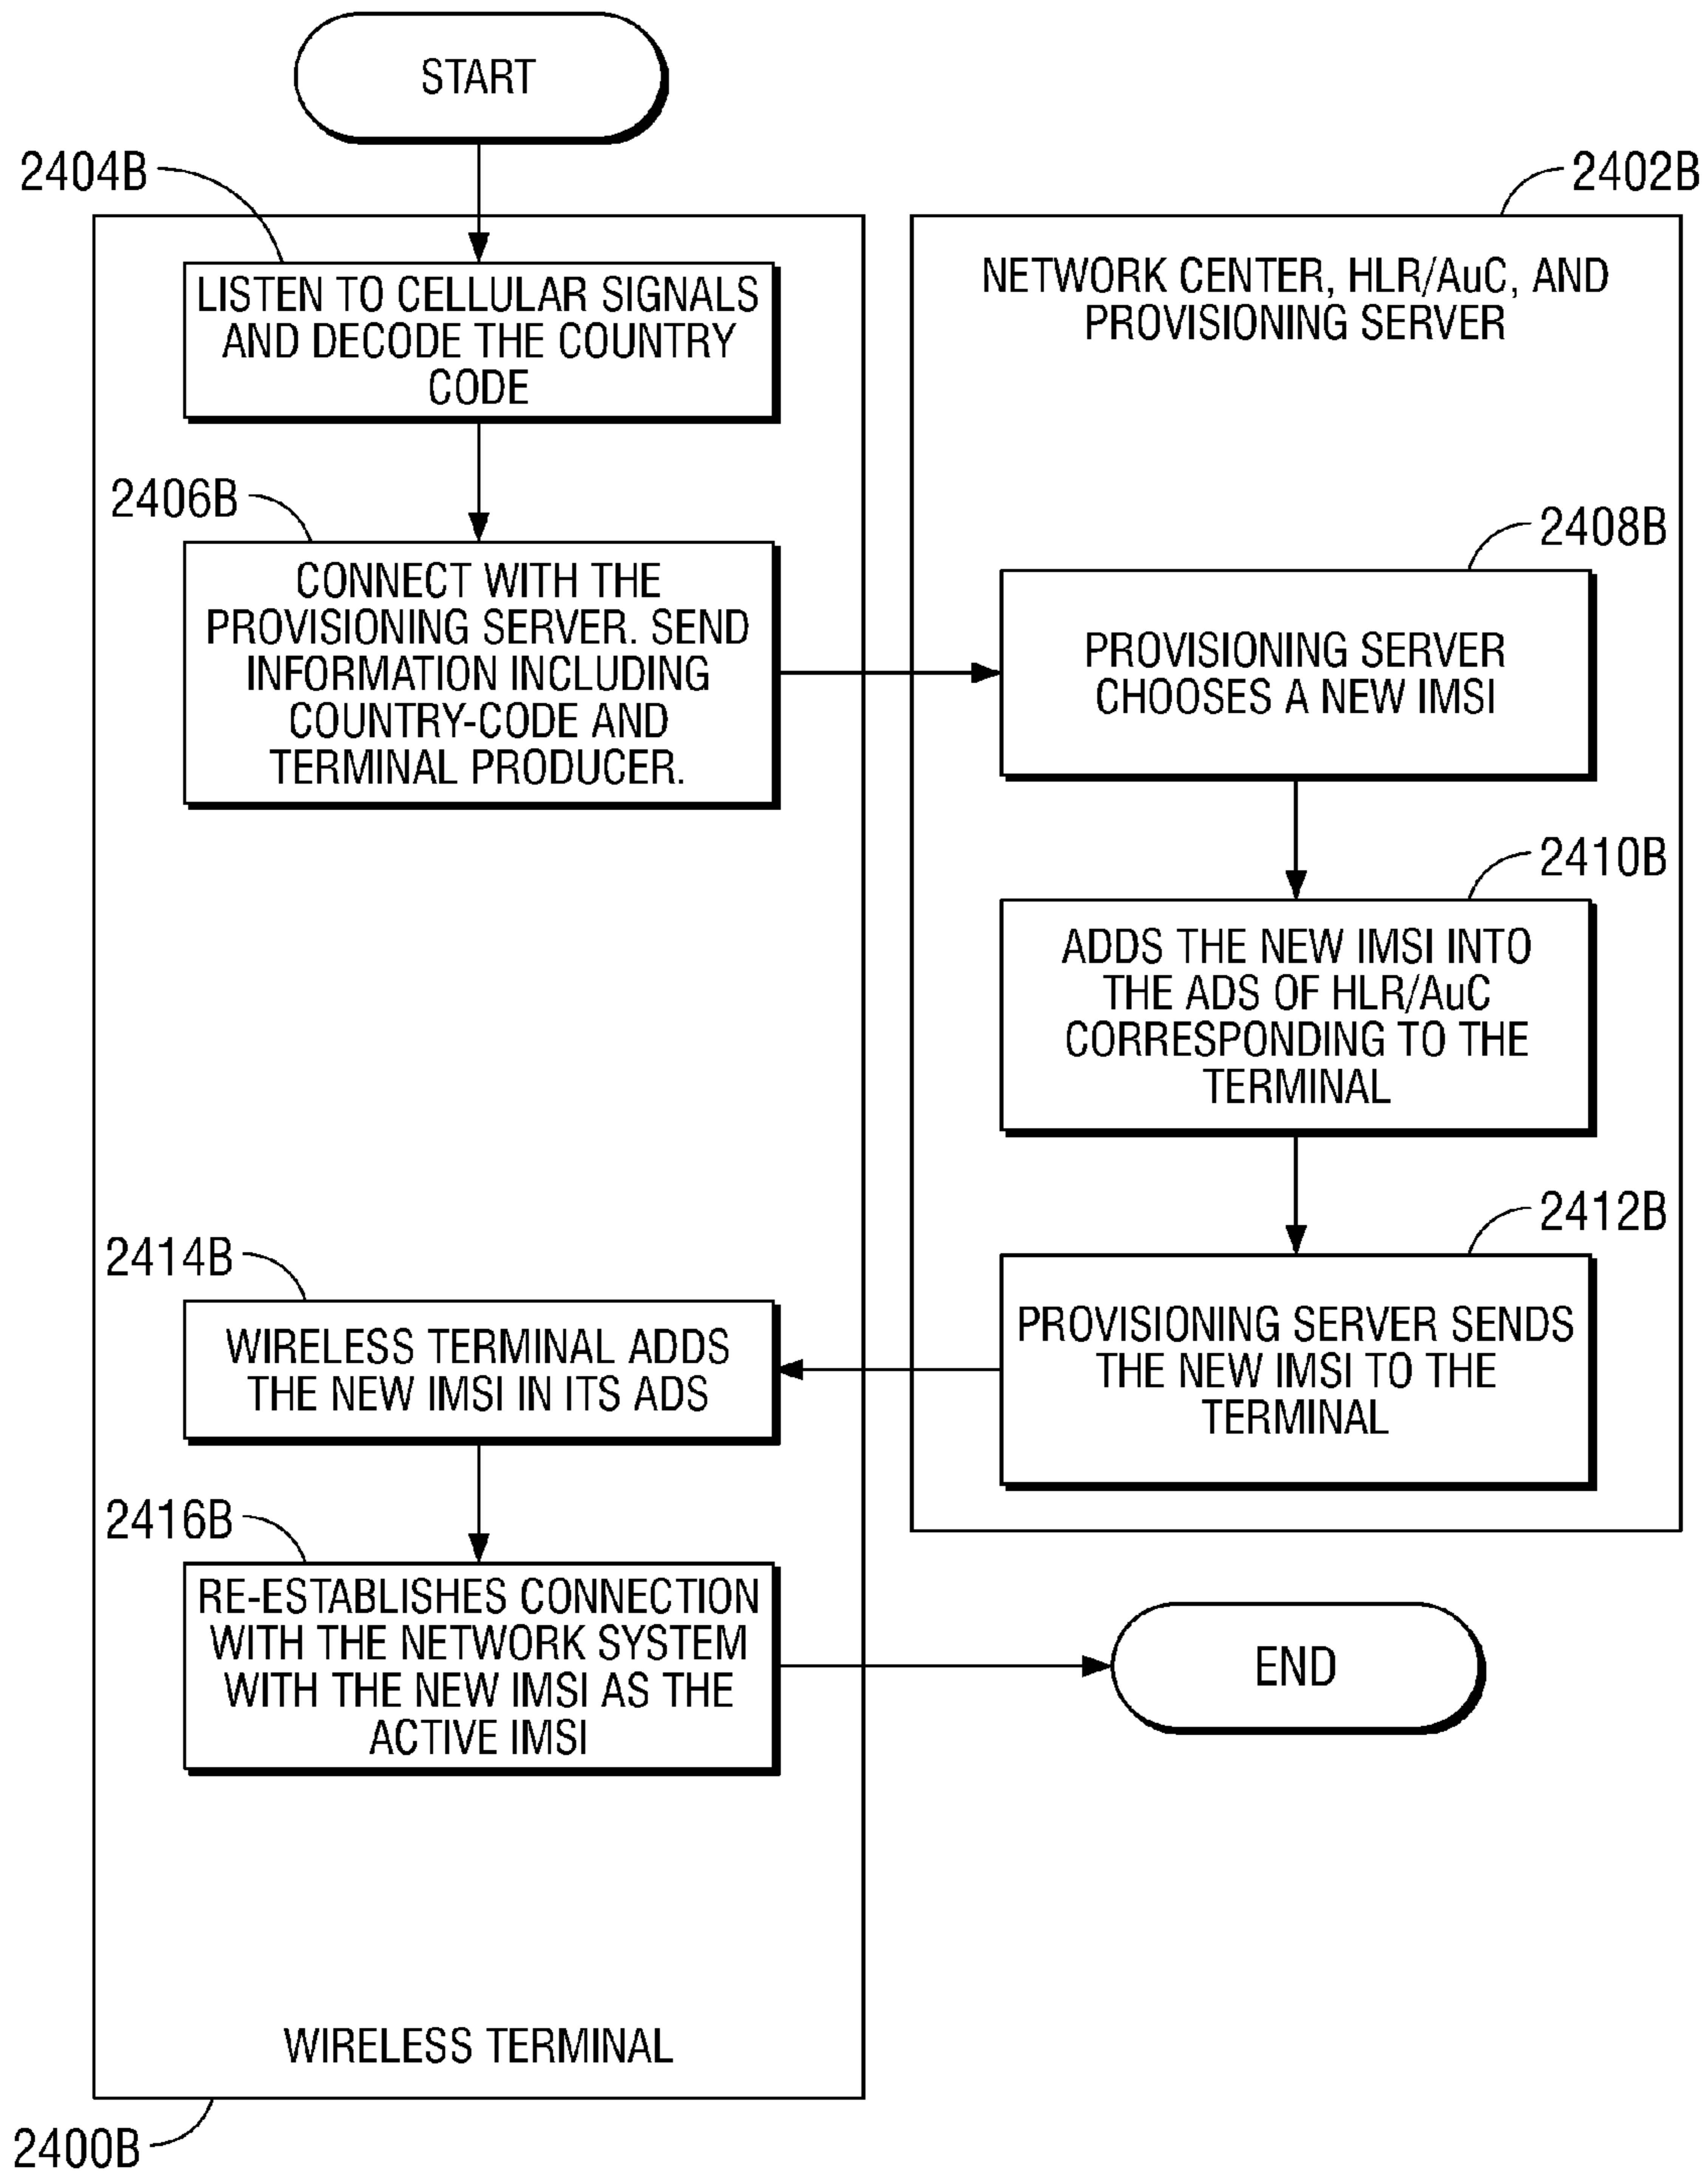 START
2404B
2402B
LISTEN TO CELLULAR SIGNALS
AND DECODE THE COUNTRY
CODE
NETWORK CENTER, HLR/AuC, AND
PROVISIONING SERVER
2406B
CONNECT WITH THE
PROVISIONING SERVER. SEND
INFORMATION INCLUDING
COUNTRY-CODE AND
TERMINAL PRODUCER.
2408B
PROVISIONING SERVER
CHOOSES A NEW IMSI
2410B
ADDS THE NEW IMSI INTO
THE ADS OF HLR/AuC
CORRESPONDING TO THE
TERMINAL
2412B
PROVISIONING SERVER SENDS
THE NEW IMSI TO THE
TERMINAL
2414B
WIRELESS TERMINAL ADDS
THE NEW IMSI IN ITS ADS
2416B
RE-ESTABLISHES CONNECTION
WITH THE NETWORK SYSTEM
WITH THE NEW IMSI AS THE
ACTIVE IMSI
END
WIRELESS TERMINAL
2400B